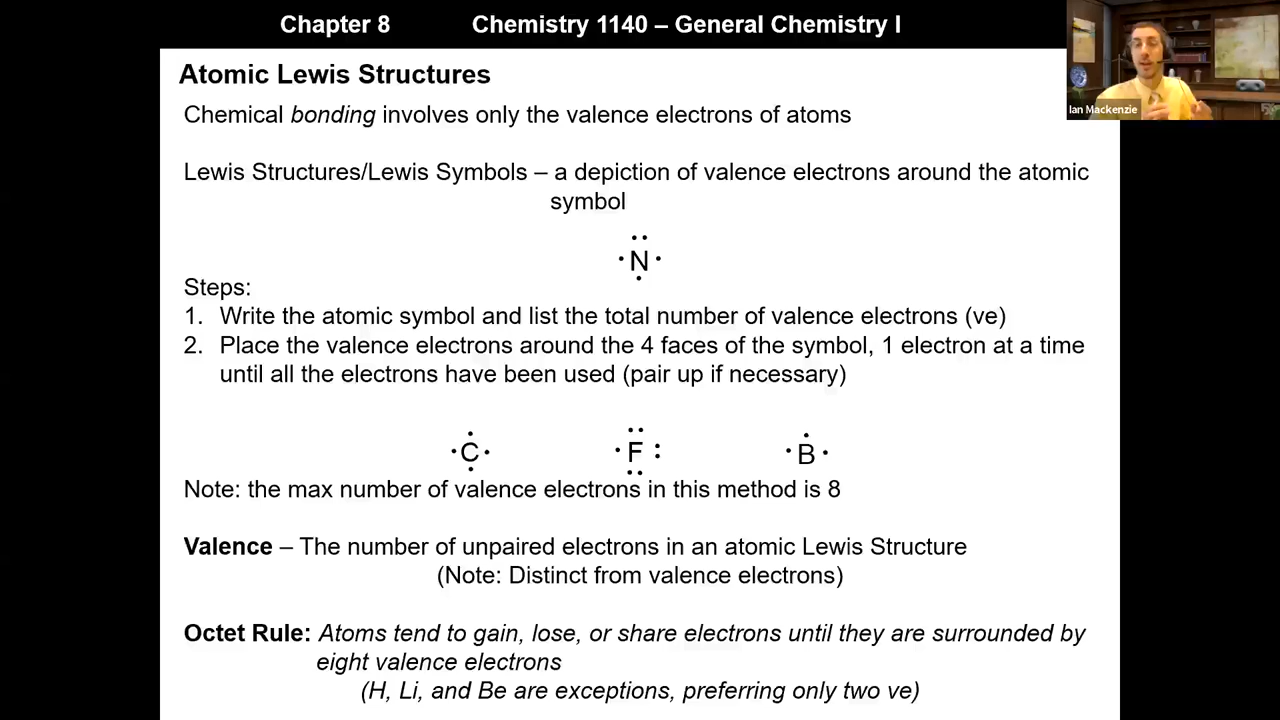 Chapter 8 Chemistry 1140 – General Chemistry I
Ian Mackenzie
Atomic Lewis Structures
Chemical bonding involves only the valence electrons of atoms
Lewis Structures/Lewis Symbols – a depiction of valence electrons around the atomic
symbol
N
Steps:
1. Write the atomic symbol and list the total number of valence electrons (ve)
2. Place the valence electrons around the 4 faces of the symbol, 1 electron at a time
until all the electrons have been used (pair up if necessary)
C F B
Note: the max number of valence electrons in this method is 8
Valence – The number of unpaired electrons in an atomic Lewis Structure
(Note: Distinct from valence electrons)
Octet Rule: Atoms tend to gain, lose, or share electrons until they are surrounded by
eight valence electrons
(H, Li, and Be are exceptions, preferring only two ve)